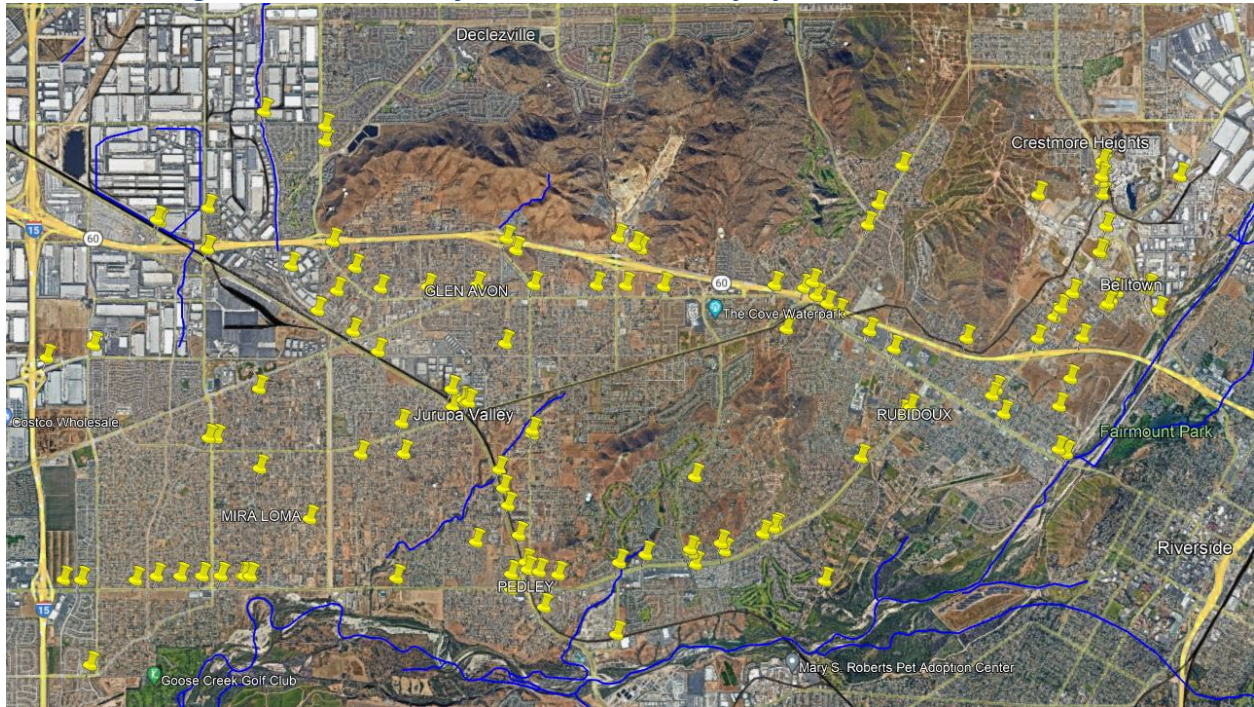 Declezville
Crestmore Heights
15
60
GLEN AVON
Belltown
60
The Cove Waterpark
Costco Wholesale
Jurupa Valley
RUBIDOUX
Fairmount Park
MIRA LOMA
Riverside
PEDLEY
15
Goose Creek Golf Club
Mary S. Roberts Pet Adoption Center